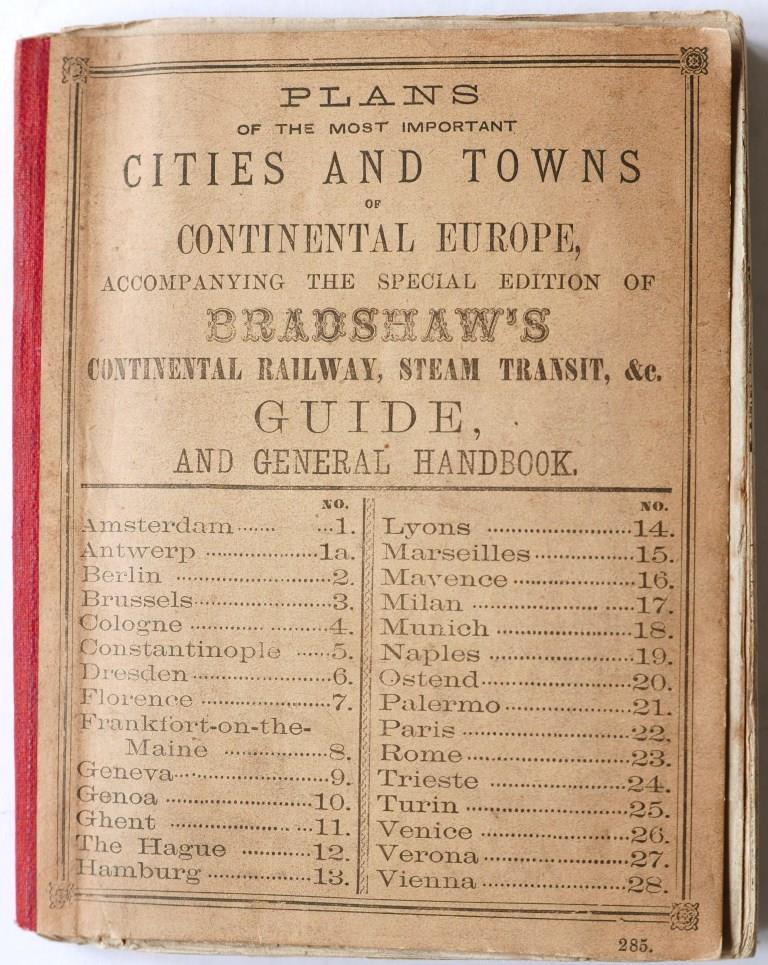 PLANS
OF THE MOST IMPORTANT
CITIES AND TOWNS
OF
CONTINENTAL EUROPE,
ACCOMPANYING THE SPECIAL EDITION OF
BRADSHAW'S
CONTINENTAL RAILWAY, STEAM TRANSIT, &c.
GUIDE,
AND GENERAL HANDBOOK.
NO.
Amsterdam....... ...1.
Antwerp ....................1a.
Berlin ...........................2.
Brussels........................3.
Cologne ............ ............4.
Constantinople .....5.
Dresden........................6.
Florence .......................7.
Frankfort-on-the-
Maine ..................8.
Geneva..........................9.
Genoa .........................10.
Ghent .................... ...11.
The Hague ............12.
Hamburg ..................13.
NO.
Lyons .........................14.
Marseilles.................15.
Mayence ....................16.
Milan ..................... .....17.
Munich ........................18.
Naples .........................19.
Ostend..........................20.
Palermo......................21.
Paris .............................22.
Rome.............................23.
Trieste .........................24.
Turin ............................25.
Venice ..........................26.
Verona .........................27.
Vienna .........................28.
285.